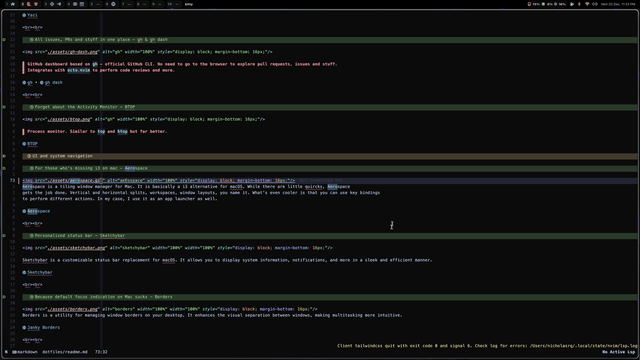 kitty
Mon 23 Dec 11:23 PM
Yazi
<br><br>
All issues, PRs and stuff in one place — gh & gh dash
<img src="./assets/gh-dash.png" alt="gh" width="100%" style="display: block; margin-bottom: 16px;"/>
GitHub dashboard based on gh — official GitHub CLI. No need to go to the browser to explore pull requests, issues and stuff.
Integrates with octo.nvim to perform code reviews and more.
gh + gh dash
<br><br>
Forget about the Activity Monitor — BTOP
<img src="./assets/btop.png" alt="gh" width="100%" style="display: block; margin-bottom: 16px;"/>
Process monitor. Similar to top and htop but far better.
BTOP
UI and system navigation
For those who's missing i3 on mac — Aerospace
73 <img src="./assets/aerospace.gif" alt="aerospace" width="100%" style="display: block; margin-bottom: 16px;"/>
Aerospace is a tiling window manager for Mac. It is basically a i3 alternative for macOS. While there are little quircks, Aerospace
gets the job done. Vertical and horizontal splits, workspaces, window layouts, you name it. What's even cooler is that you can use key bindings
to perform different actions. In my case, I use it as an app launcher as well.
Aerospace
<br><br>
Personalized status bar — Sketchybar
<img src="./assets/sketchybar.png" alt="sketchybar" width="100%" width="100%" style="display: block; margin-bottom: 16px;"/>
Sketchybar is a customizable status bar replacement for macOS. It allows you to display system information, notifications, and more in a sleek and efficient manner.
Sketchybar
<br><br>
Because default focus indication on Mac sucks — Borders
<img src="./assets/borders.png" alt="borders" width="100%" style="display: block; margin-bottom: 16px;"/>
Borders is a utility for managing window borders on your desktop. It enhances the visual separation between windows, making multitasking more intuitive.
Janky Borders
<br><br>
Client tailwindcss quit with exit code 0 and signal 6. Check log for errors: /Users/nicholasrq/.local/state/nvim/lsp.log
markdown dotfiles/readme.md 73:32 No Active Lsp